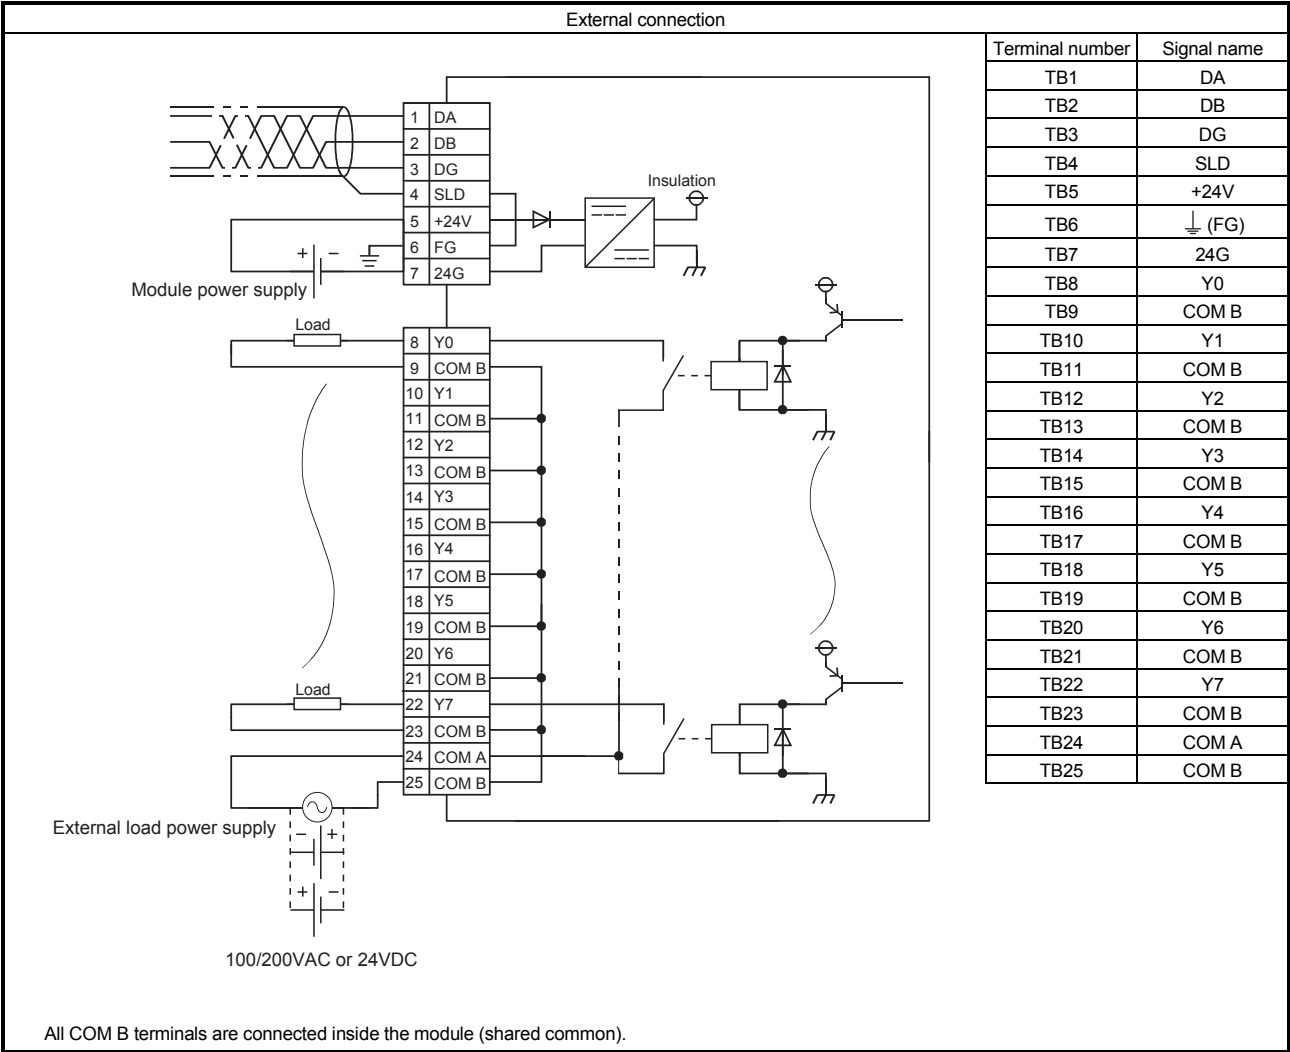 External connection
Terminal number Signal name
TB1 DA
TB2 DB
TB3 DG
TB4 SLD
TB5 +24V
TB6 ⏚ (FG)
TB7 24G
TB8 Y0
TB9 COM B
TB10 Y1
TB11 COM B
TB12 Y2
TB13 COM B
TB14 Y3
TB15 COM B
TB16 Y4
TB17 COM B
TB18 Y5
TB19 COM B
TB20 Y6
TB21 COM B
TB22 Y7
TB23 COM B
TB24 COM A
TB25 COM B
1 DA
2 DB
3 DG
4 SLD
5 +24V
6 FG
7 24G
Insulation
+ −
Module power supply
Load
8 Y0
9 COM B
10 Y1
11 COM B
12 Y2
13 COM B
14 Y3
15 COM B
16 Y4
17 COM B
18 Y5
19 COM B
20 Y6
21 COM B
Load
22 Y7
23 COM B
24 COM A
25 COM B
External load power supply
− +
+ −
100/200VAC or 24VDC
All COM B terminals are connected inside the module (shared common).